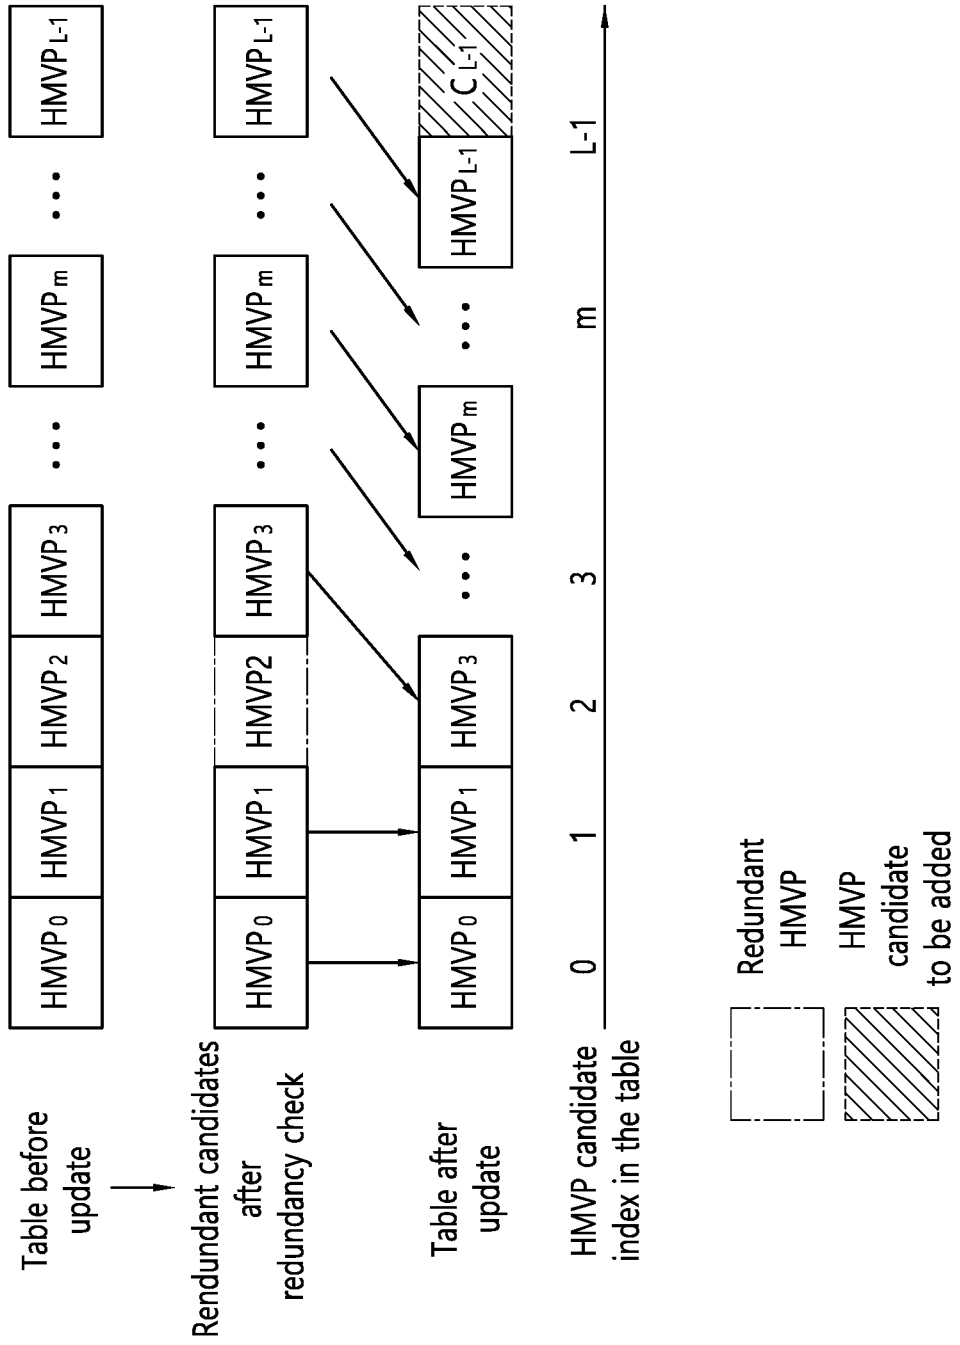 Table before
update
HMVP0 HMVP1 HMVP2 HMVP3 ••• HMVPm ••• HMVPL-1
Rendundant candidates
after
redundancy check
HMVP0 HMVP1 HMVP2 HMVP3 ••• HMVPm ••• HMVPL-1
Table after
update
HMVP0 HMVP1 HMVP3 ••• HMVPm ••• HMVPL-1 CL-1
HMVP candidate
index in the table
0 1 2 3 m L-1
Redundant
HMVP
HMVP
candidate
to be added